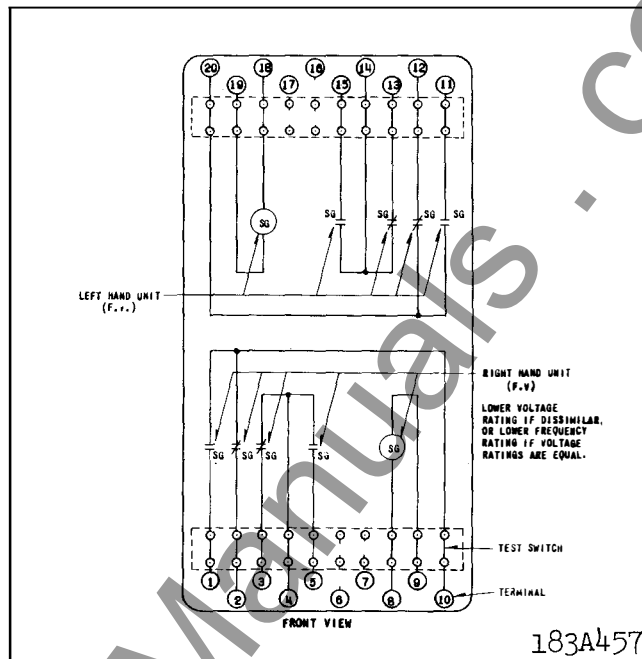 20 18 16 14 12
19 17 15 13 11
SG SG SG SG SG
LEFT HAND UNIT
(F.V.)
RIGHT HAND UNIT
(F.V)
LOWER VOLTAGE
RATING IF DISSIMILAR,
OR LOWER FREQUENCY
RATING IF VOLTAGE
RATINGS ARE EQUAL.
SG SG SG SG SG
TEST SWITCH
1 3 5 7 9
2 4 6 8 10
TERMINAL
FRONT VIEW
183A457
Manuals . c